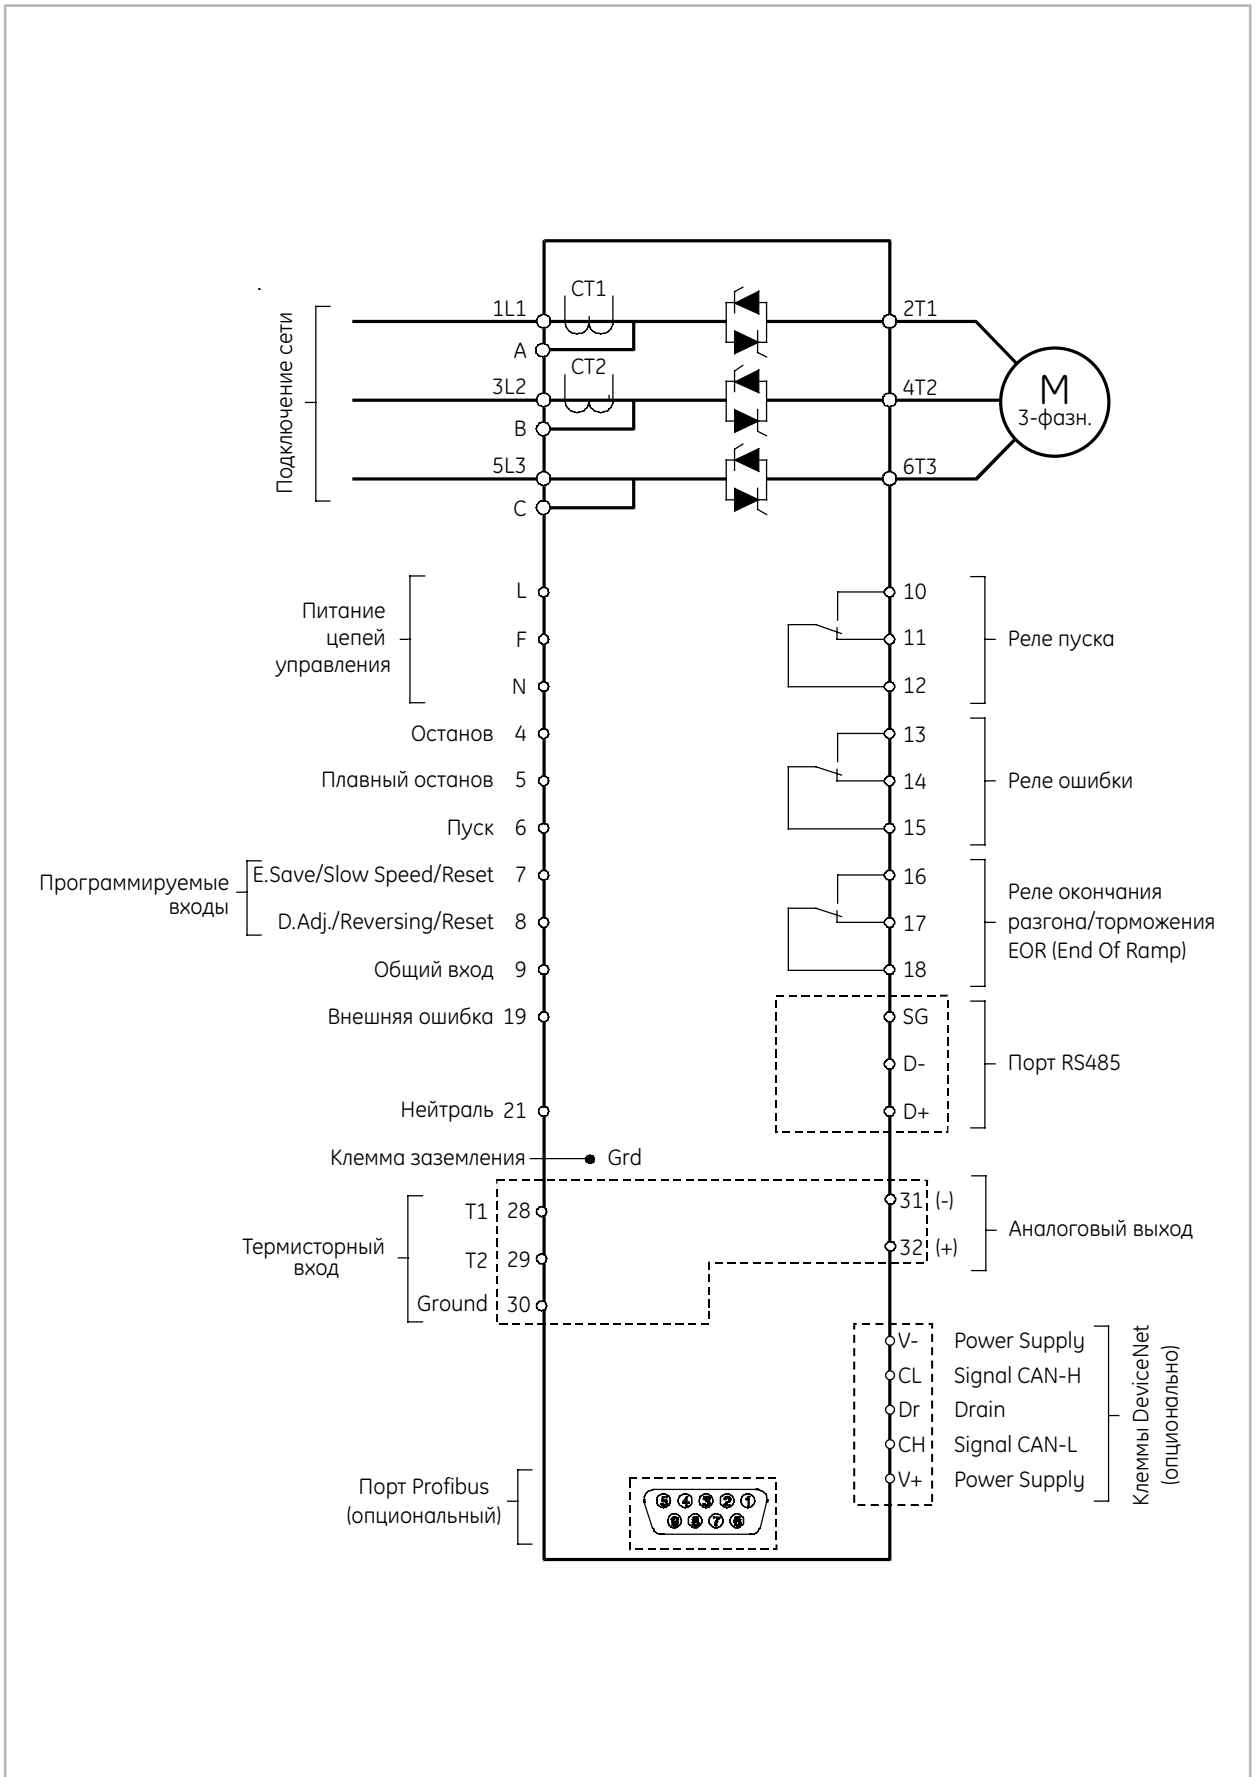 Подключение сети
CT1
1L1
2T1
A
CT2
3L2
4T2
M
3-фазн.
B
5L3
6T3
C
Питание
цепей
управления
L
F
N
10
11
12
Реле пуска
Останов 4
Плавный останов 5
Пуск 6
13
14
15
Реле ошибки
Программируемые
входы
E.Save/Slow Speed/Reset 7
D.Adj./Reversing/Reset 8
Общий вход 9
16
17
18
Реле окончания
разгона/торможения
EOR (End Of Ramp)
Внешняя ошибка 19
SG
D-
D+
Порт RS485
Нейтраль 21
Клемма заземления Grd
Термисторный
вход
T1 28
T2 29
Ground 30
31 (-)
32 (+)
Аналоговый выход
V- Power Supply
CL Signal CAN-H
Dr Drain
CH Signal CAN-L
V+ Power Supply
Клеммы DeviceNet
(опционально)
Порт Profibus
(опциональный)
5 4 3 2 1
9 8 7 6